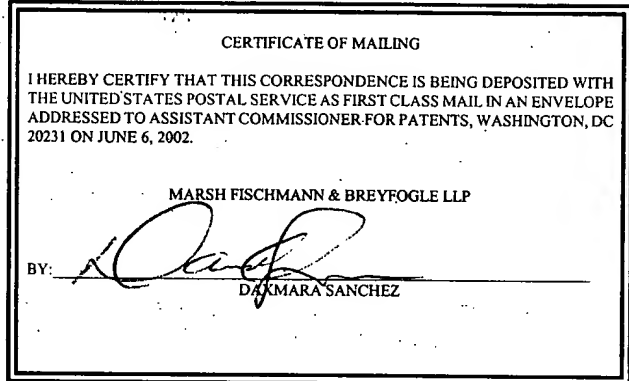 CERTIFICATE OF MAILING
I HEREBY CERTIFY THAT THIS CORRESPONDENCE IS BEING DEPOSITED WITH
THE UNITED STATES POSTAL SERVICE AS FIRST CLASS MAIL IN AN ENVELOPE
ADDRESSED TO ASSISTANT COMMISSIONER FOR PATENTS, WASHINGTON, DC
20231 ON JUNE 6, 2002.
MARSH FISCHMANN & BREYFOGLE LLP
BY:
DAXMARA SANCHEZ